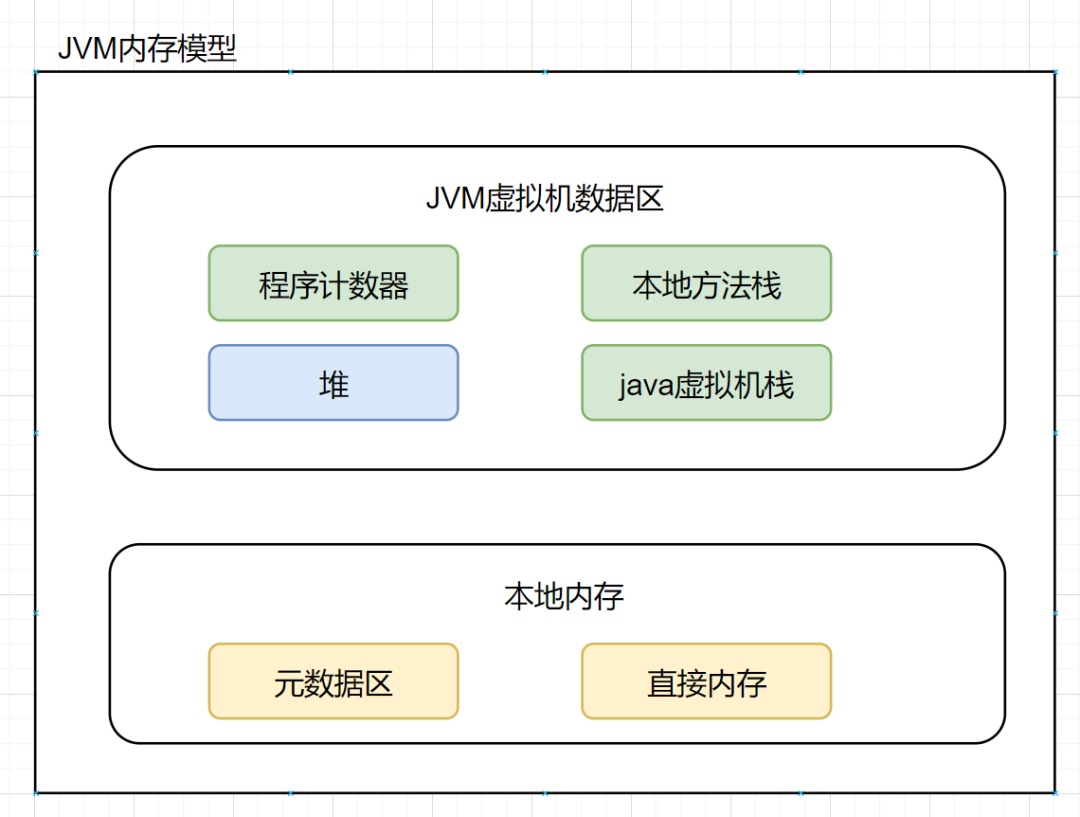 JVM内存模型
JVM虚拟机数据区
程序计数器
本地方法栈
堆
java虚拟机栈
本地内存
元数据区
直接内存